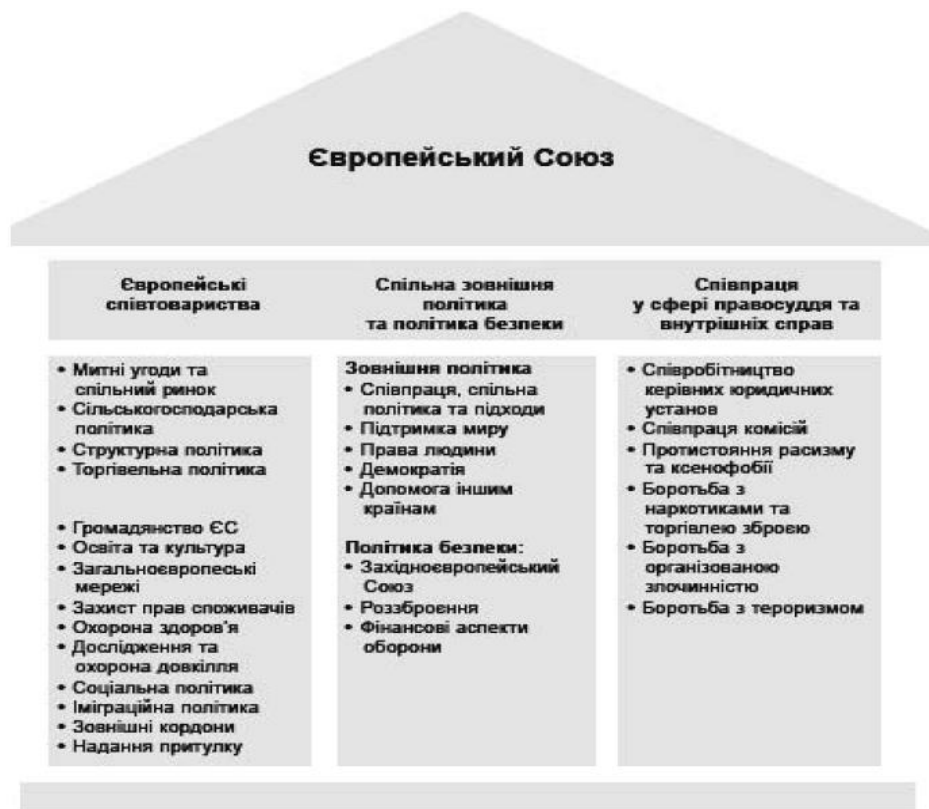 Європейський Союз
Європейські
співтовариства
• Митні угоди та
спільний ринок
• Сільськогосподарська
політика
• Структурна політика
• Торгівельна політика
• Громадянство ЄС
• Освіта та культура
• Загальноєвропеські
мережі
• Захист прав споживачів
• Охорона здоров'я
• Дослідження та
охорона довкілля
• Соціальна політика
• Іміграційна політика
• Зовнішні кордони
• Надання притулку
Спільна зовнішня
політика
та політика безпеки
Зовнішня політика
• Співпраця, спільна
політика та підходи
• Підтримка миру
• Права людини
• Демократія
• Допомога іншим
країнам
Політика безпеки:
• Західноєвропейський
Союз
• Роззброєння
• Фінансові аспекти
оборони
Співпраця
у сфері правосуддя та
внутрішніх справ
• Співробітництво
керівних юридичних
установ
• Співпраця комісій
• Протистояння расизму
та ксенофобії
• Боротьба з
наркотиками та
торгівлею зброєю
• Боротьба з
організованою
злочинністю
• Боротьба з тероризмом